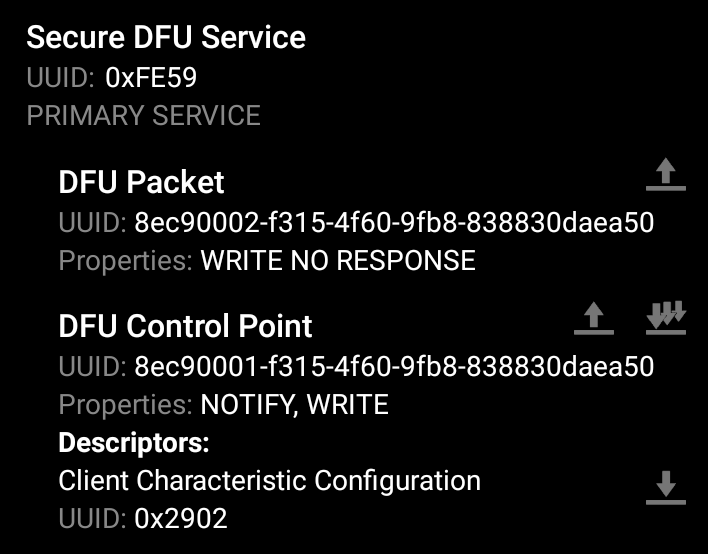 Secure DFU Service
UUID: 0xFE59
PRIMARY SERVICE
DFU Packet
UUID: 8ec90002-f315-4f60-9fb8-838830daea50
Properties: WRITE NO RESPONSE
DFU Control Point
UUID: 8ec90001-f315-4f60-9fb8-838830daea50
Properties: NOTIFY, WRITE
Descriptors:
Client Characteristic Configuration
UUID: 0x2902